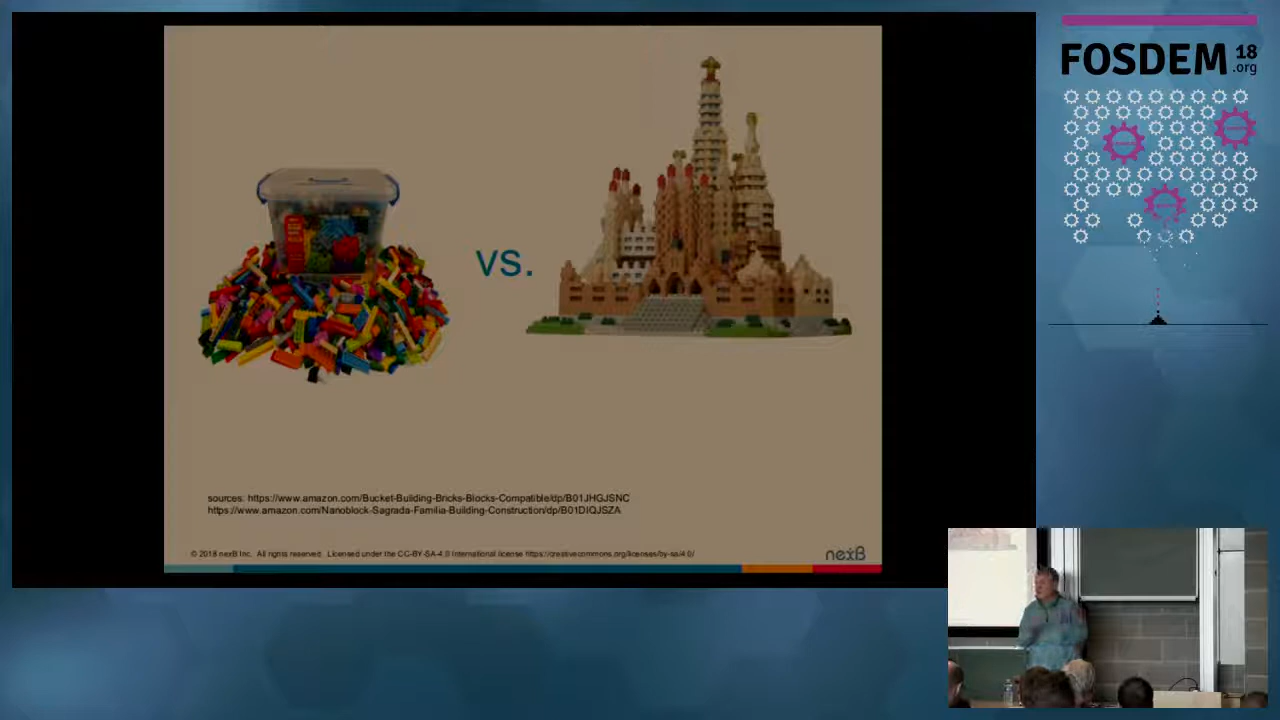 vs.
sources: https://www.amazon.com/Bucket-Building-Bricks-Blocks-Compatible/dp/B01JHGJSNC
https://www.amazon.com/Nanoblock-Sagrada-Familia-Building-Construction/dp/B01DIQJSZA
© 2018 nexB Inc. All rights reserved. Licensed under the CC-BY-SA-4.0 International license https://creativecommons.org/licenses/by-sa/4.0/
nexB
FOSDEM 18
.org